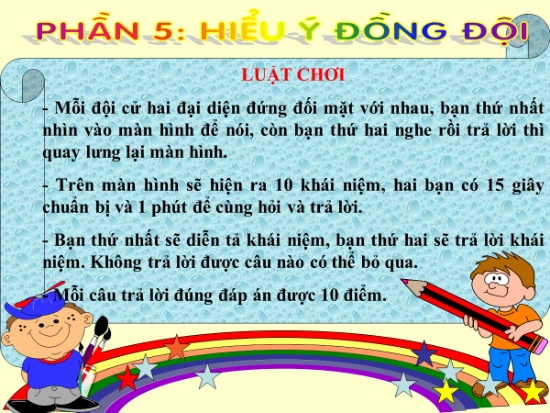 PHẦN 5: HIỂU Ý ĐỒNG ĐỘI
LUẬT CHƠI
- Mỗi đội cử hai đại diện đứng đối mặt với nhau, bạn thứ nhất
nhìn vào màn hình để nói, còn bạn thứ hai nghe rồi trả lời thì
quay lưng lại màn hình.
- Trên màn hình sẽ hiện ra 10 khái niệm, hai bạn có 15 giây
chuẩn bị và 1 phút để cùng hỏi và trả lời.
- Bạn thứ nhất sẽ diễn tả khái niệm, bạn thứ hai sẽ trả lời khái
niệm. Không trả lời được câu nào có thể bỏ qua.
- Mỗi câu trả lời đúng đáp án được 10 điểm.